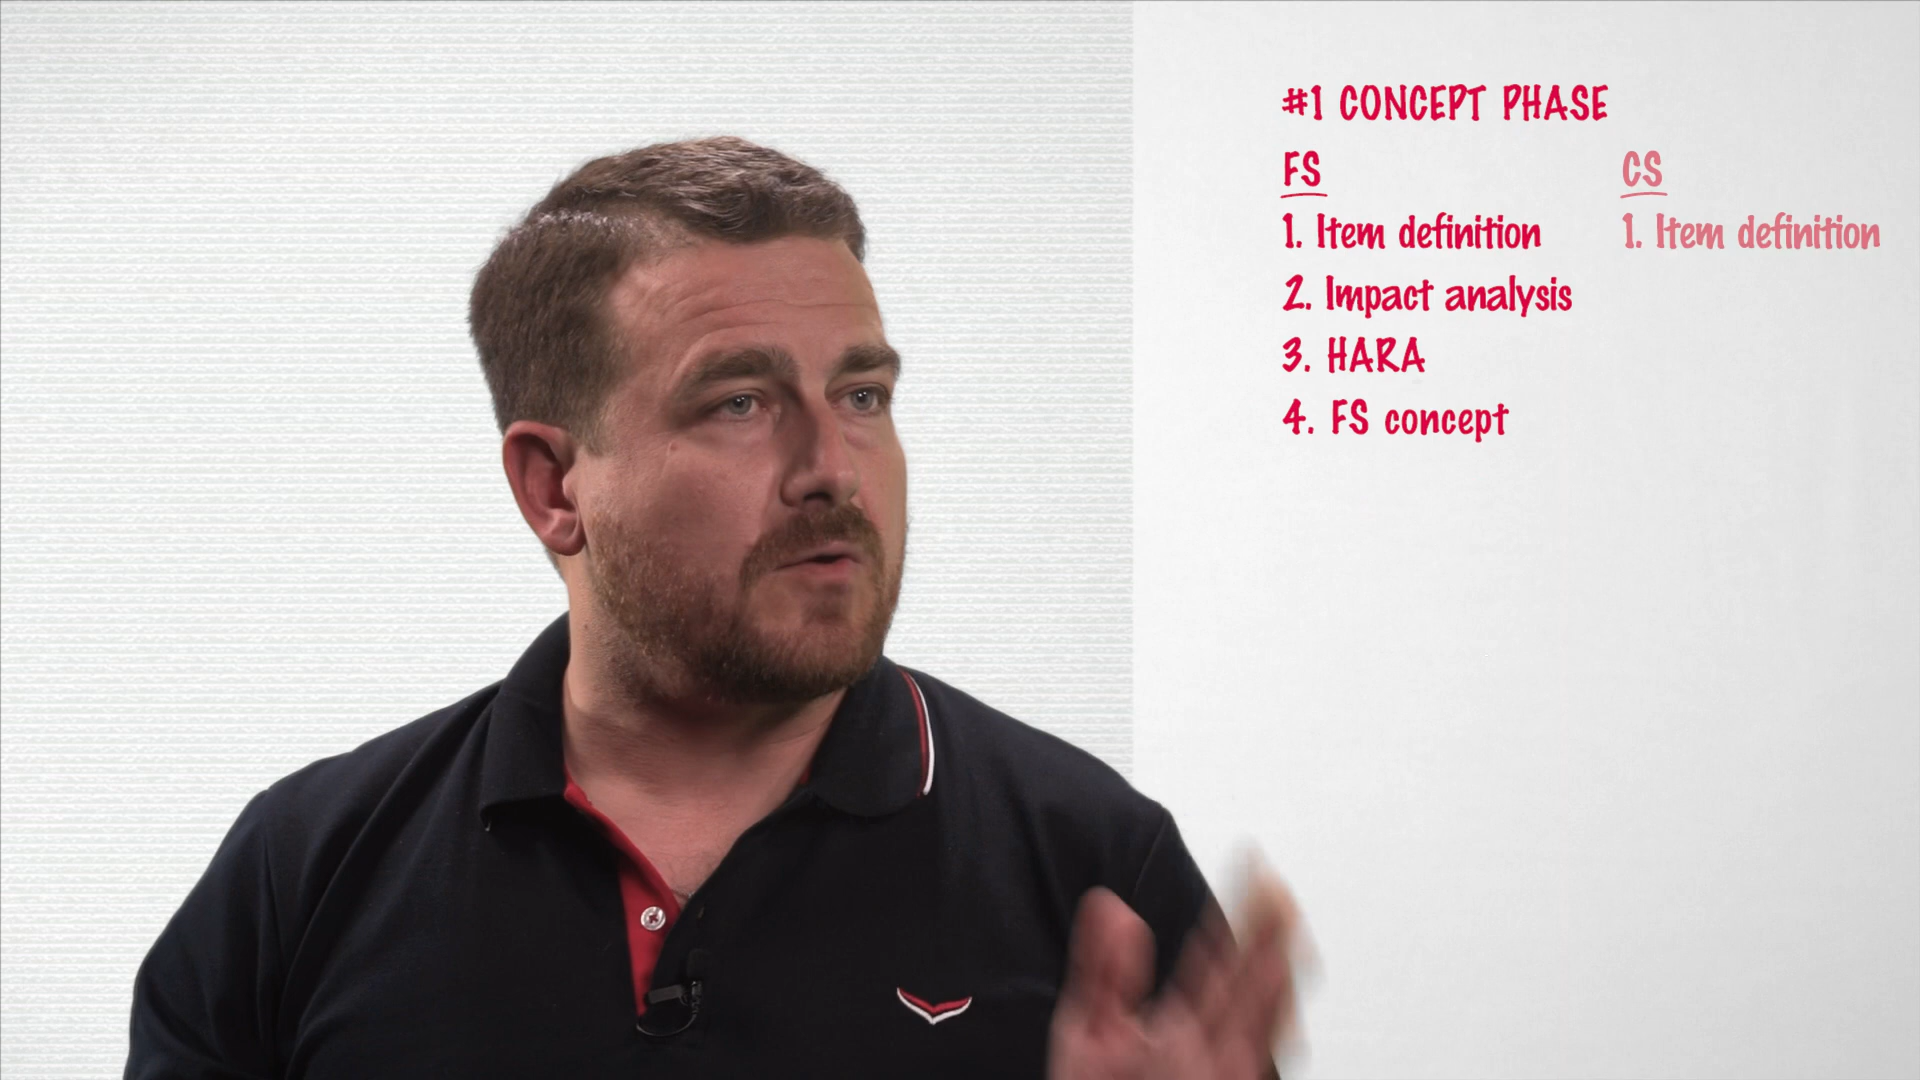 #1 CONCEPT PHASE
FS
1. Item definition
2. Impact analysis
3. HARA
4. FS concept
CS
1. Item definition